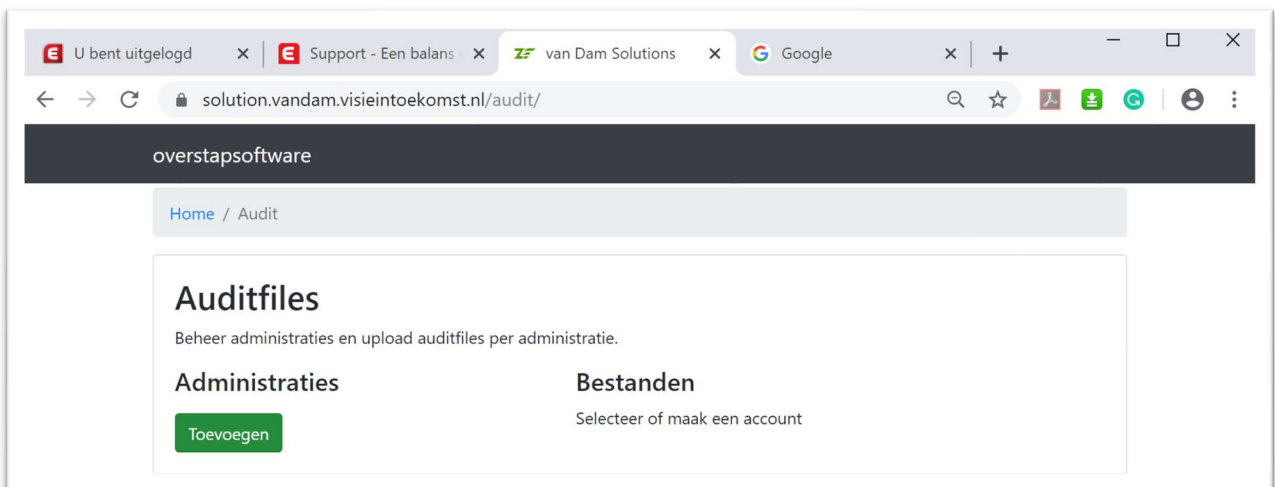 U bent uitgelogd
Support - Een balans
van Dam Solutions
Google
solution.vandam.visieintoekomst.nl/audit/
overstapsoftware
Home / Audit
Auditfiles
Beheer administraties en upload auditfiles per administratie.
Administraties
Bestanden
Toevoegen
Selecteer of maak een account